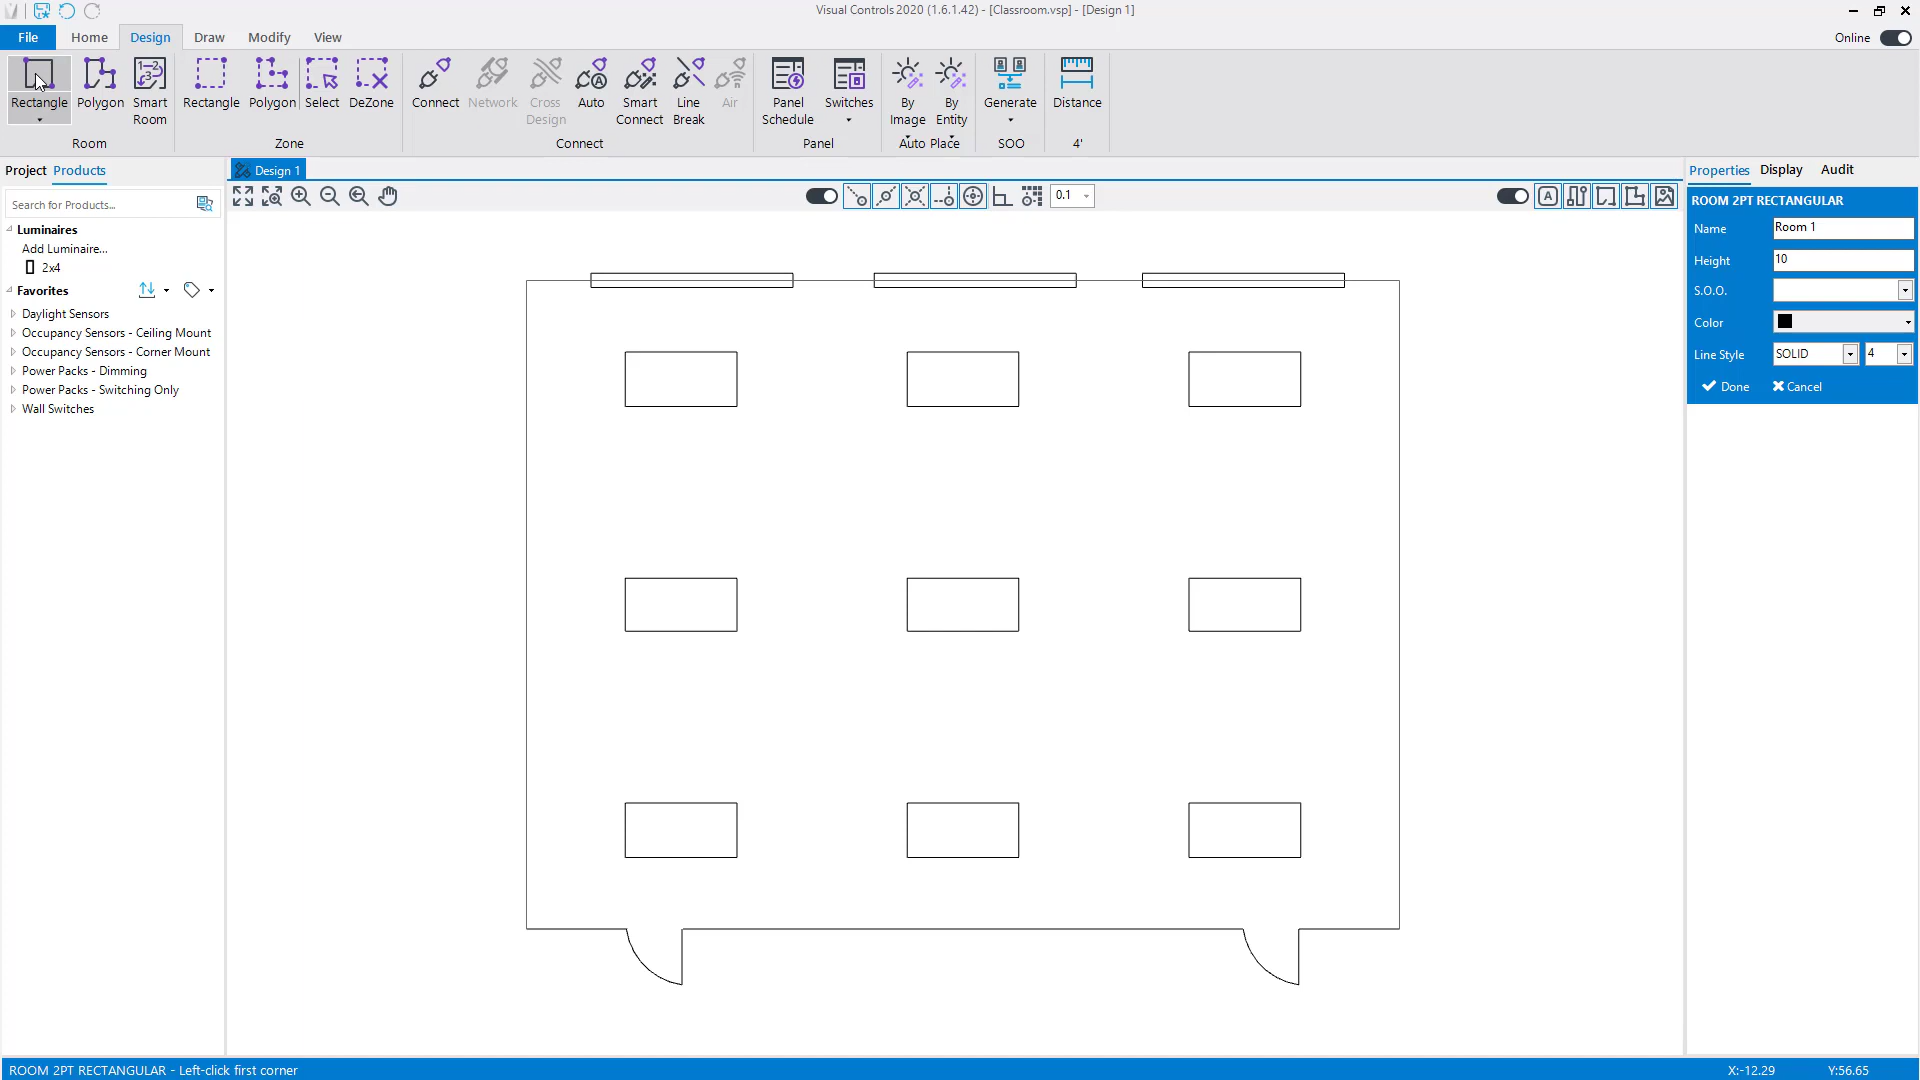 Visual Controls 2020 (1.6.1.42) - [Classroom.vsp] - [Design 1]
File Home Design Draw Modify View Online
Rectangle Polygon Smart Room
Rectangle Polygon Select DeZone
Connect Network Cross Design Auto Smart Connect Line Break Air
Panel Schedule Switches
By Image By Entity
Generate
Distance
Room Zone Connect Panel Auto Place SOO 4'
Project Products
Design 1
Properties Display Audit
Search for Products...
0.1
Luminaires
Add Luminaire...
2x4
Favorites
Daylight Sensors
Occupancy Sensors - Ceiling Mount
Occupancy Sensors - Corner Mount
Power Packs - Dimming
Power Packs - Switching Only
Wall Switches
ROOM 2PT RECTANGULAR
Name Room 1
Height 10
S.O.O.
Color
Line Style SOLID 4
Done Cancel
ROOM 2PT RECTANGULAR - Left-click first corner
X:-12.29 Y:56.65